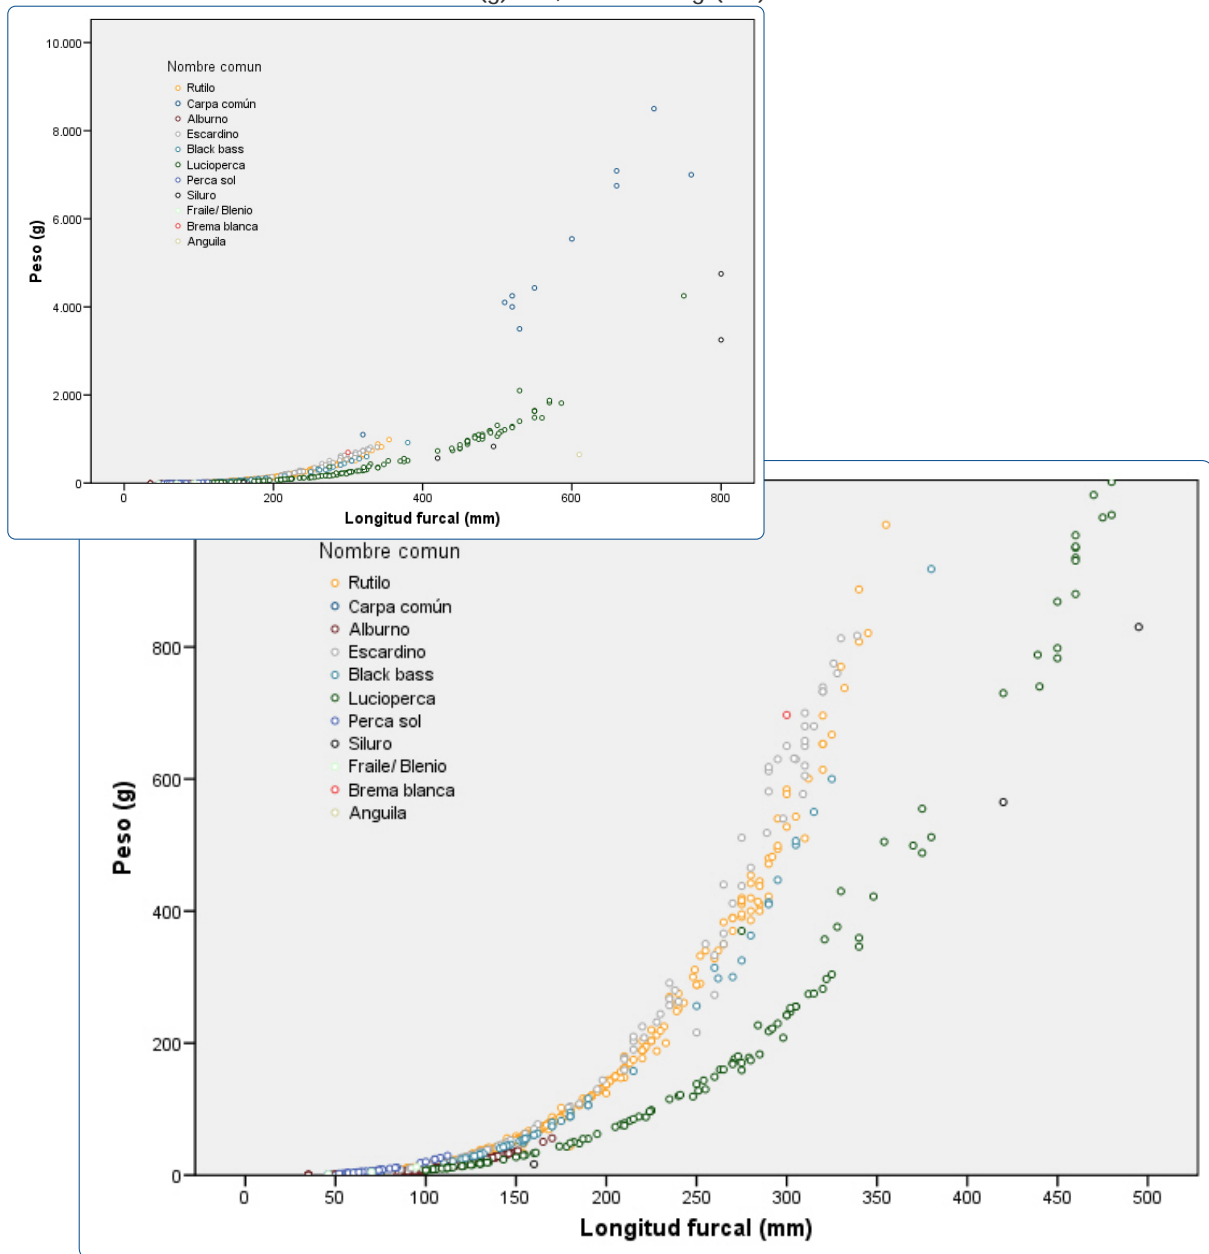 10.000
8.000
6.000
4.000
2.000
0
Peso (g)
Nombre comun
Rutilo
Carpa común
Alburno
Escardino
Black bass
Lucioperca
Perca sol
Siluro
Fraile/ Blenio
Brema blanca
Anguila
0 200 400 600 800
Longitud furcal (mm)
Nombre comun
Rutilo
Carpa común
Alburno
Escardino
Black bass
Lucioperca
Perca sol
Siluro
Fraile/ Blenio
Brema blanca
Anguila
800
600
400
200
0
Peso (g)
0 50 100 150 200 250 300 350 400 450 500
Longitud furcal (mm)